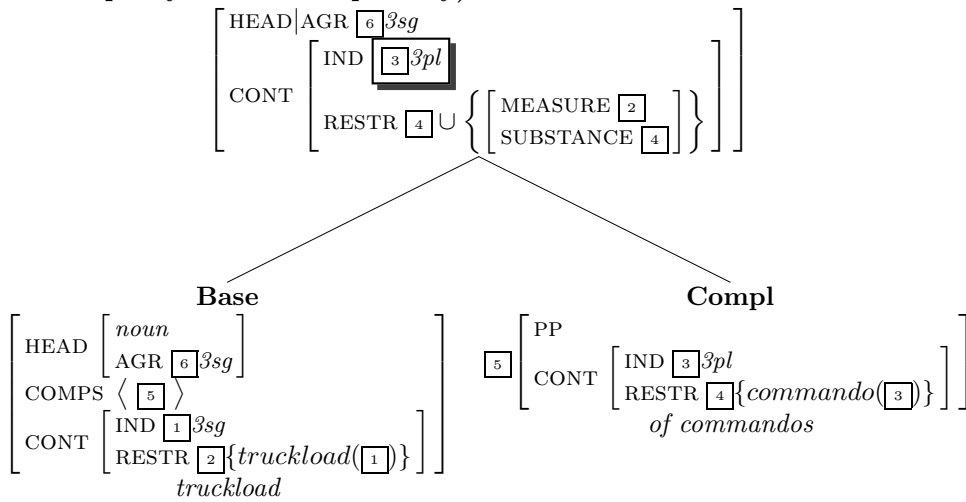 HEAD|AGR 6 3sg
IND 3 3pl
CONT
RESTR 4 ∪ { [ MEASURE 2
SUBSTANCE 4 ] }
Base Compl
HEAD [ noun
AGR 6 3sg ]
COMPS ⟨ 5 ⟩
CONT [ IND 1 3sg
RESTR 2 {truckload(1)} ]
truckload
5 [ PP
CONT [ IND 3 3pl
RESTR 4 {commando(3)} ] ]
of commandos